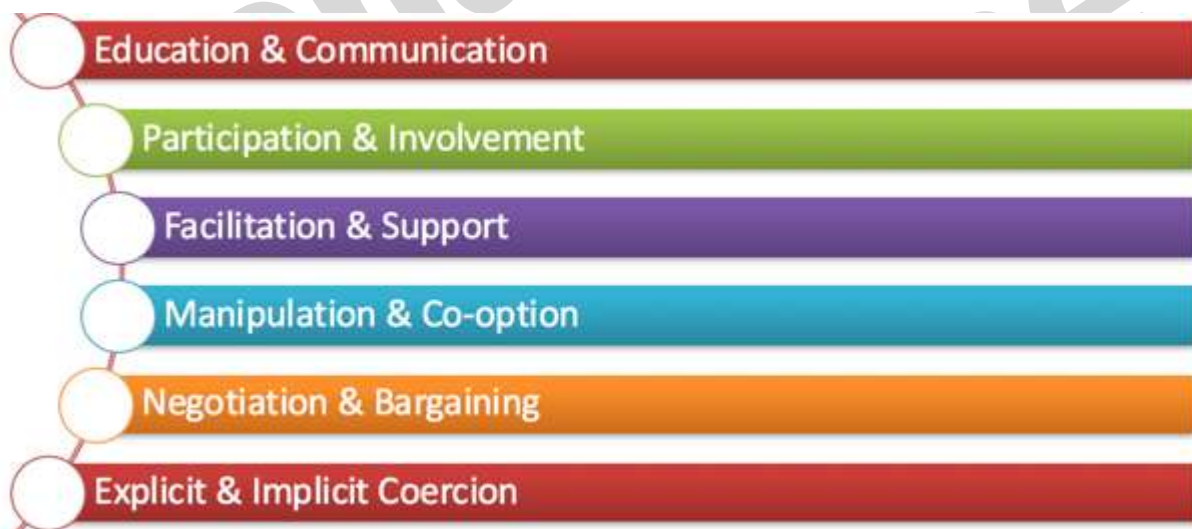 Education & Communication
Participation & Involvement
Facilitation & Support
Manipulation & Co-option
Negotiation & Bargaining
Explicit & Implicit Coercion